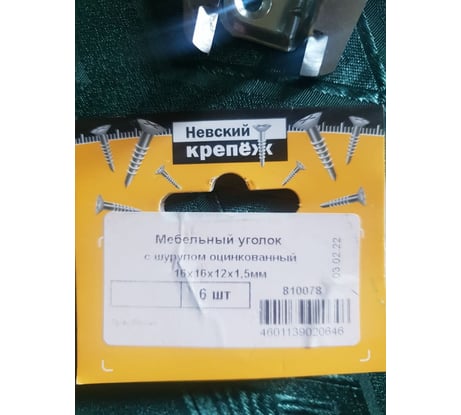 Невский
крепёж
Мебельный уголок
с шурупом оцинкованный
16х16х12х1,5мм
6 шт
810078
03.02.22
4601139020646